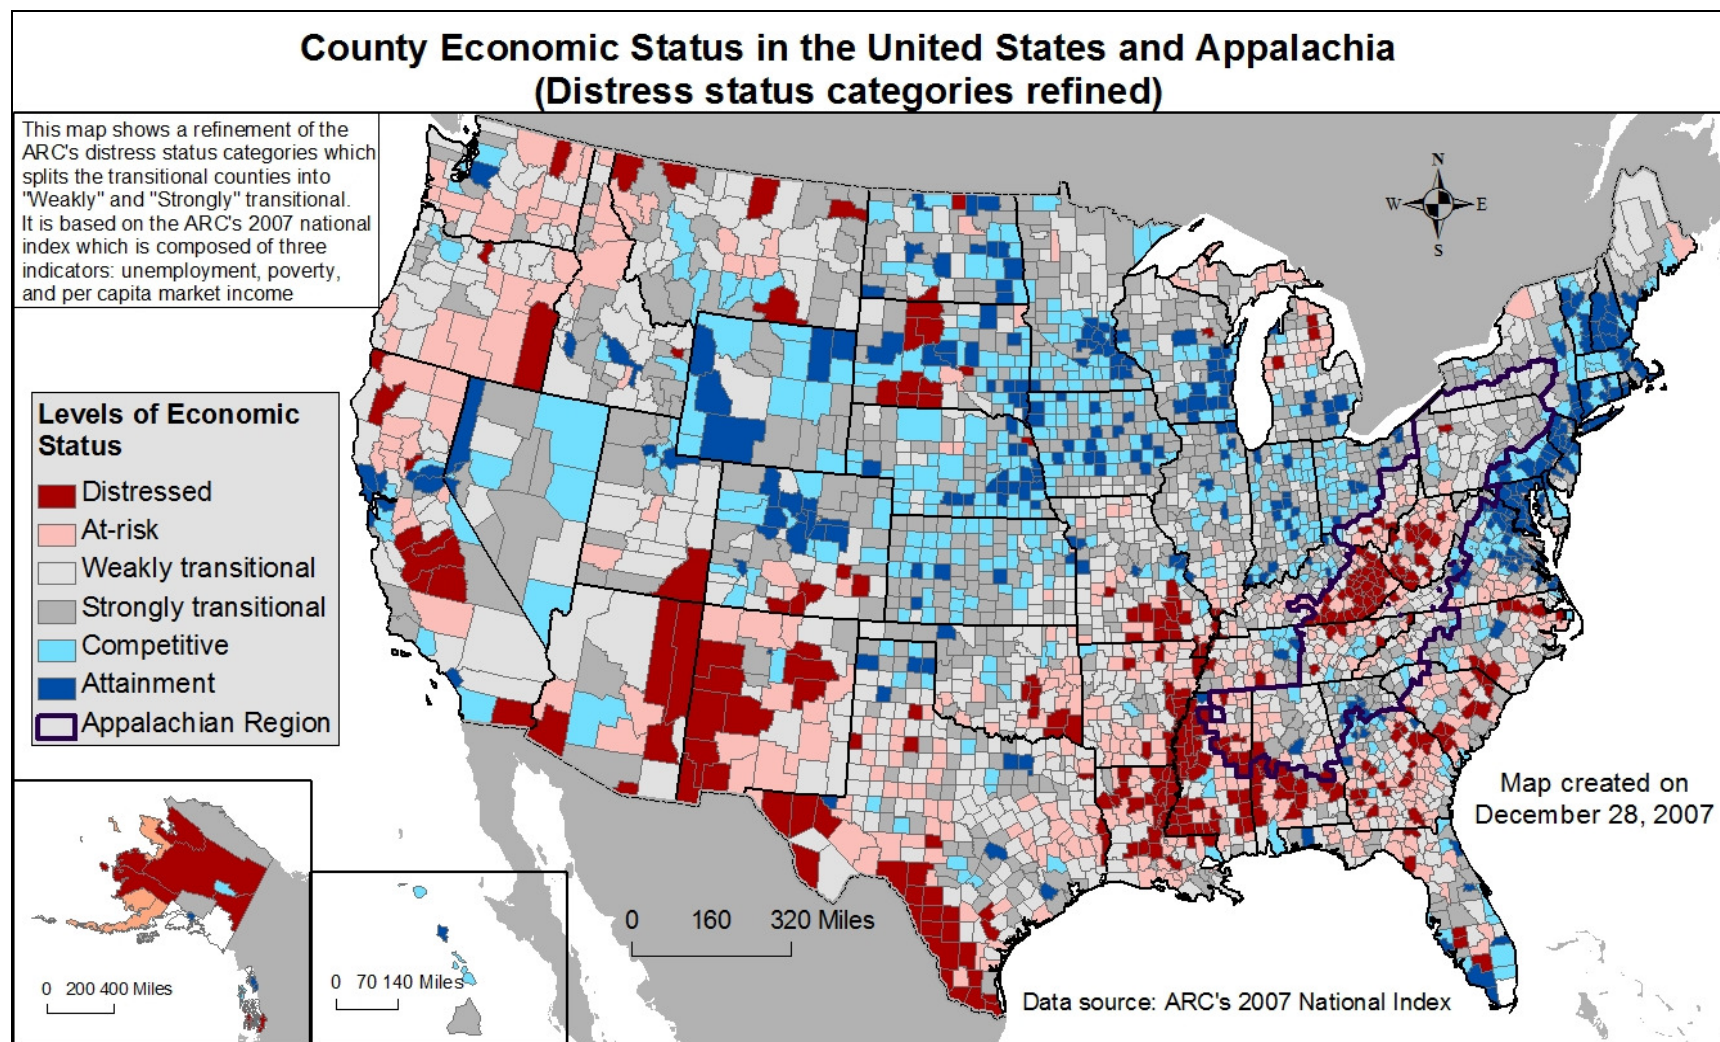 County Economic Status in the United States and Appalachia
(Distress status categories refined)
This map shows a refinement of the
ARC's distress status categories which
splits the transitional counties into
"Weakly" and "Strongly" transitional.
It is based on the ARC's 2007 national
index which is composed of three
indicators: unemployment, poverty,
and per capita market income
N
W E
S
Levels of Economic
Status
Distressed
At-risk
Weakly transitional
Strongly transitional
Competitive
Attainment
Appalachian Region
Map created on
December 28, 2007
0 160 320 Miles
0 200 400 Miles
0 70 140 Miles
Data source: ARC's 2007 National Index